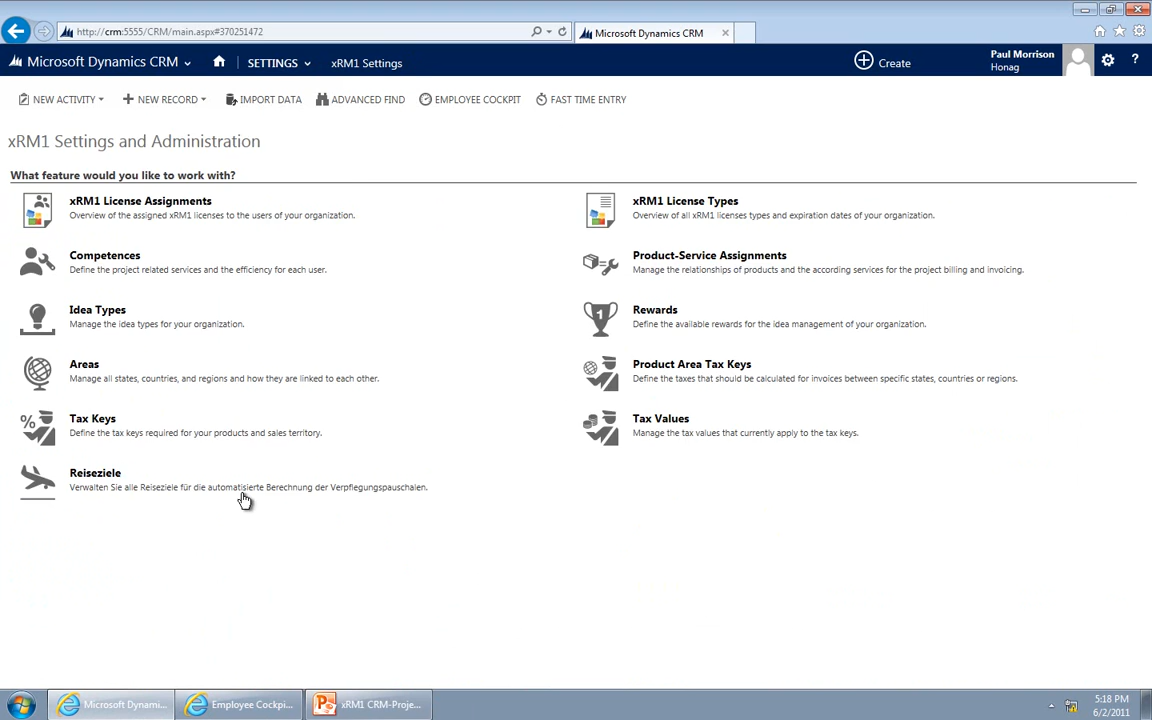 http://crm:5555/CRM/main.aspx#370251472
Microsoft Dynamics CRM
Microsoft Dynamics CRM
SETTINGS
xRM1 Settings
Create
Paul Morrison
Honag
?
NEW ACTIVITY
NEW RECORD
IMPORT DATA
ADVANCED FIND
EMPLOYEE COCKPIT
FAST TIME ENTRY
xRM1 Settings and Administration
What feature would you like to work with?
xRM1 License Assignments
Overview of the assigned xRM1 licenses to the users of your organization.
xRM1 License Types
Overview of all xRM1 licenses types and expiration dates of your organization.
Competences
Define the project related services and the efficiency for each user.
Product-Service Assignments
Manage the relationships of products and the according services for the project billing and invoicing.
Idea Types
Manage the idea types for your organization.
Rewards
Define the available rewards for the idea management of your organization.
Areas
Manage all states, countries, and regions and how they are linked to each other.
Product Area Tax Keys
Define the taxes that should be calculated for invoices between specific states, countries or regions.
Tax Keys
Define the tax keys required for your products and sales territory.
Tax Values
Manage the tax values that currently apply to the tax keys.
Reiseziele
Verwalten Sie alle Reiseziele für die automatisierte Berechnung der Verpflegungspauschalen.
Microsoft Dynami...
Employee Cockpi...
xRM1 CRM-Proje...
5:18 PM
6/2/2011